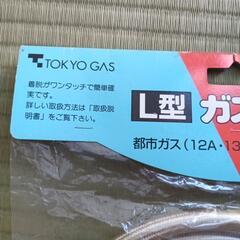 TOKYO GAS
着脱がワンタッチで簡単確
実です。
詳しい取扱方法は「取扱説
明書」をご覧下さい。
L型 ガス
都市ガス(12A・13